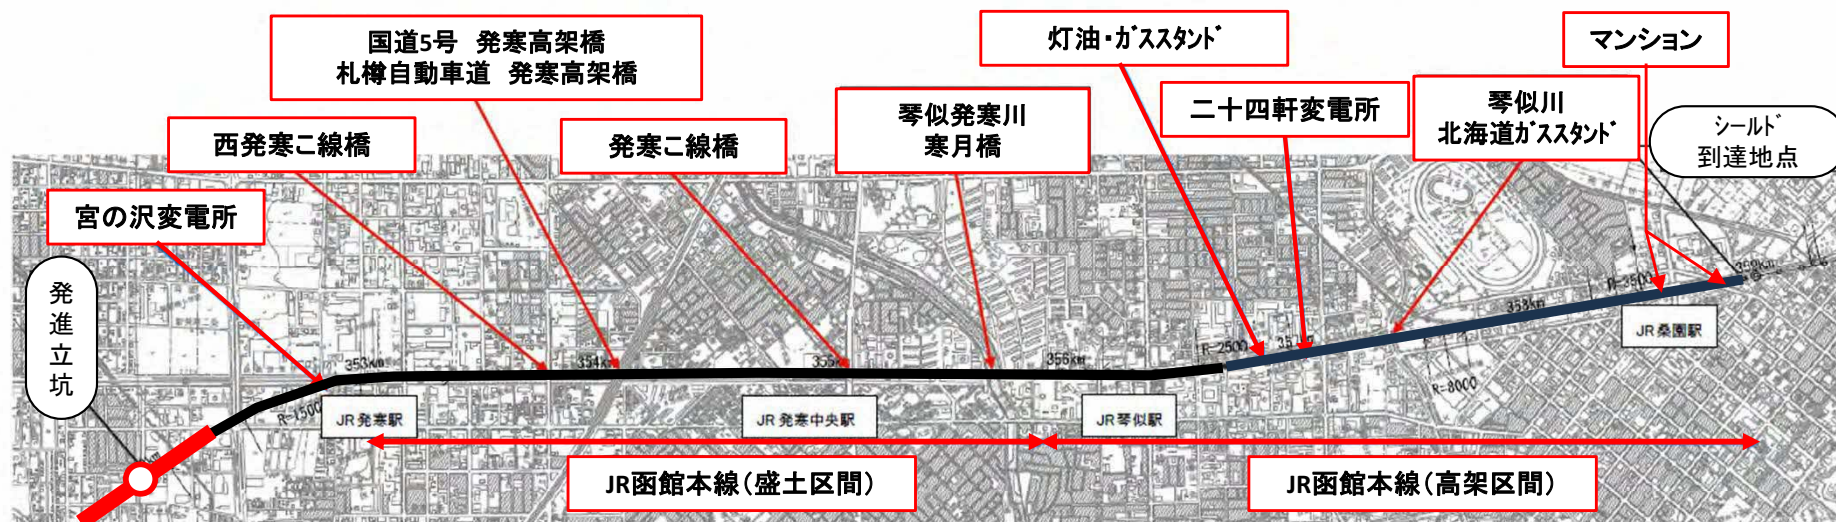 国道5号 発寒高架橋
札樽自動車道 発寒高架橋
灯油・ガススタンド
マンション
西発寒こ線橋
発寒こ線橋
琴似発寒川
寒月橋
二十四軒変電所
琴似川
北海道ガススタンド
シールド
到達地点
宮の沢変電所
発進立坑
353km
354km
355km
356km
R=2500
35
358km
R=3500
359km
R=1500
R=8000
JR発寒駅
JR発寒中央駅
JR琴似駅
JR桑園駅
JR函館本線（盛土区間）
JR函館本線（高架区間）